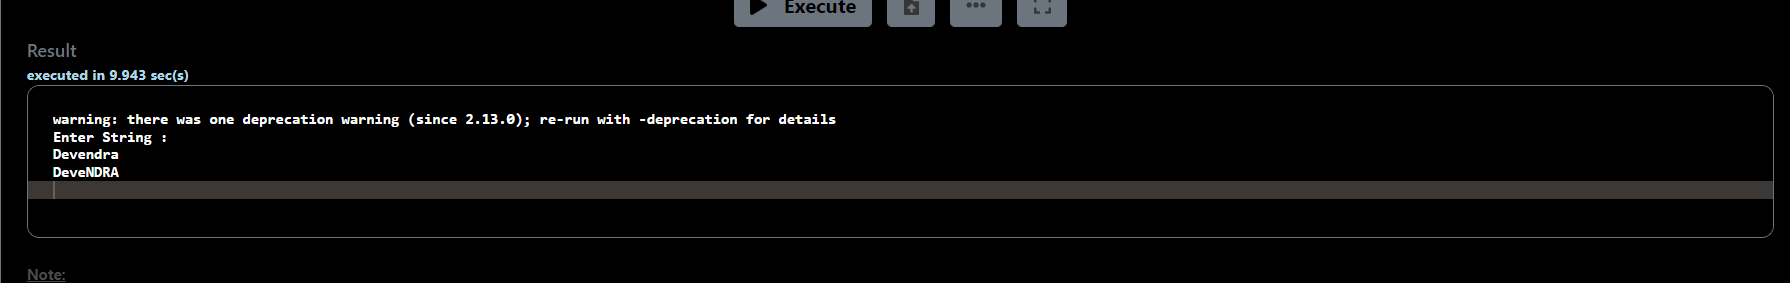 Execute
Result
executed in 9.943 sec(s)
warning: there was one deprecation warning (since 2.13.0); re-run with -deprecation for details
Enter String :
Devendra
DeveNDRA
Note: